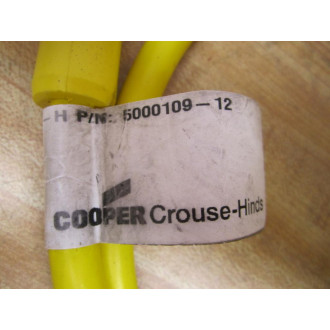 -H P/N: 5000109-12
COOPER Crouse-Hinds